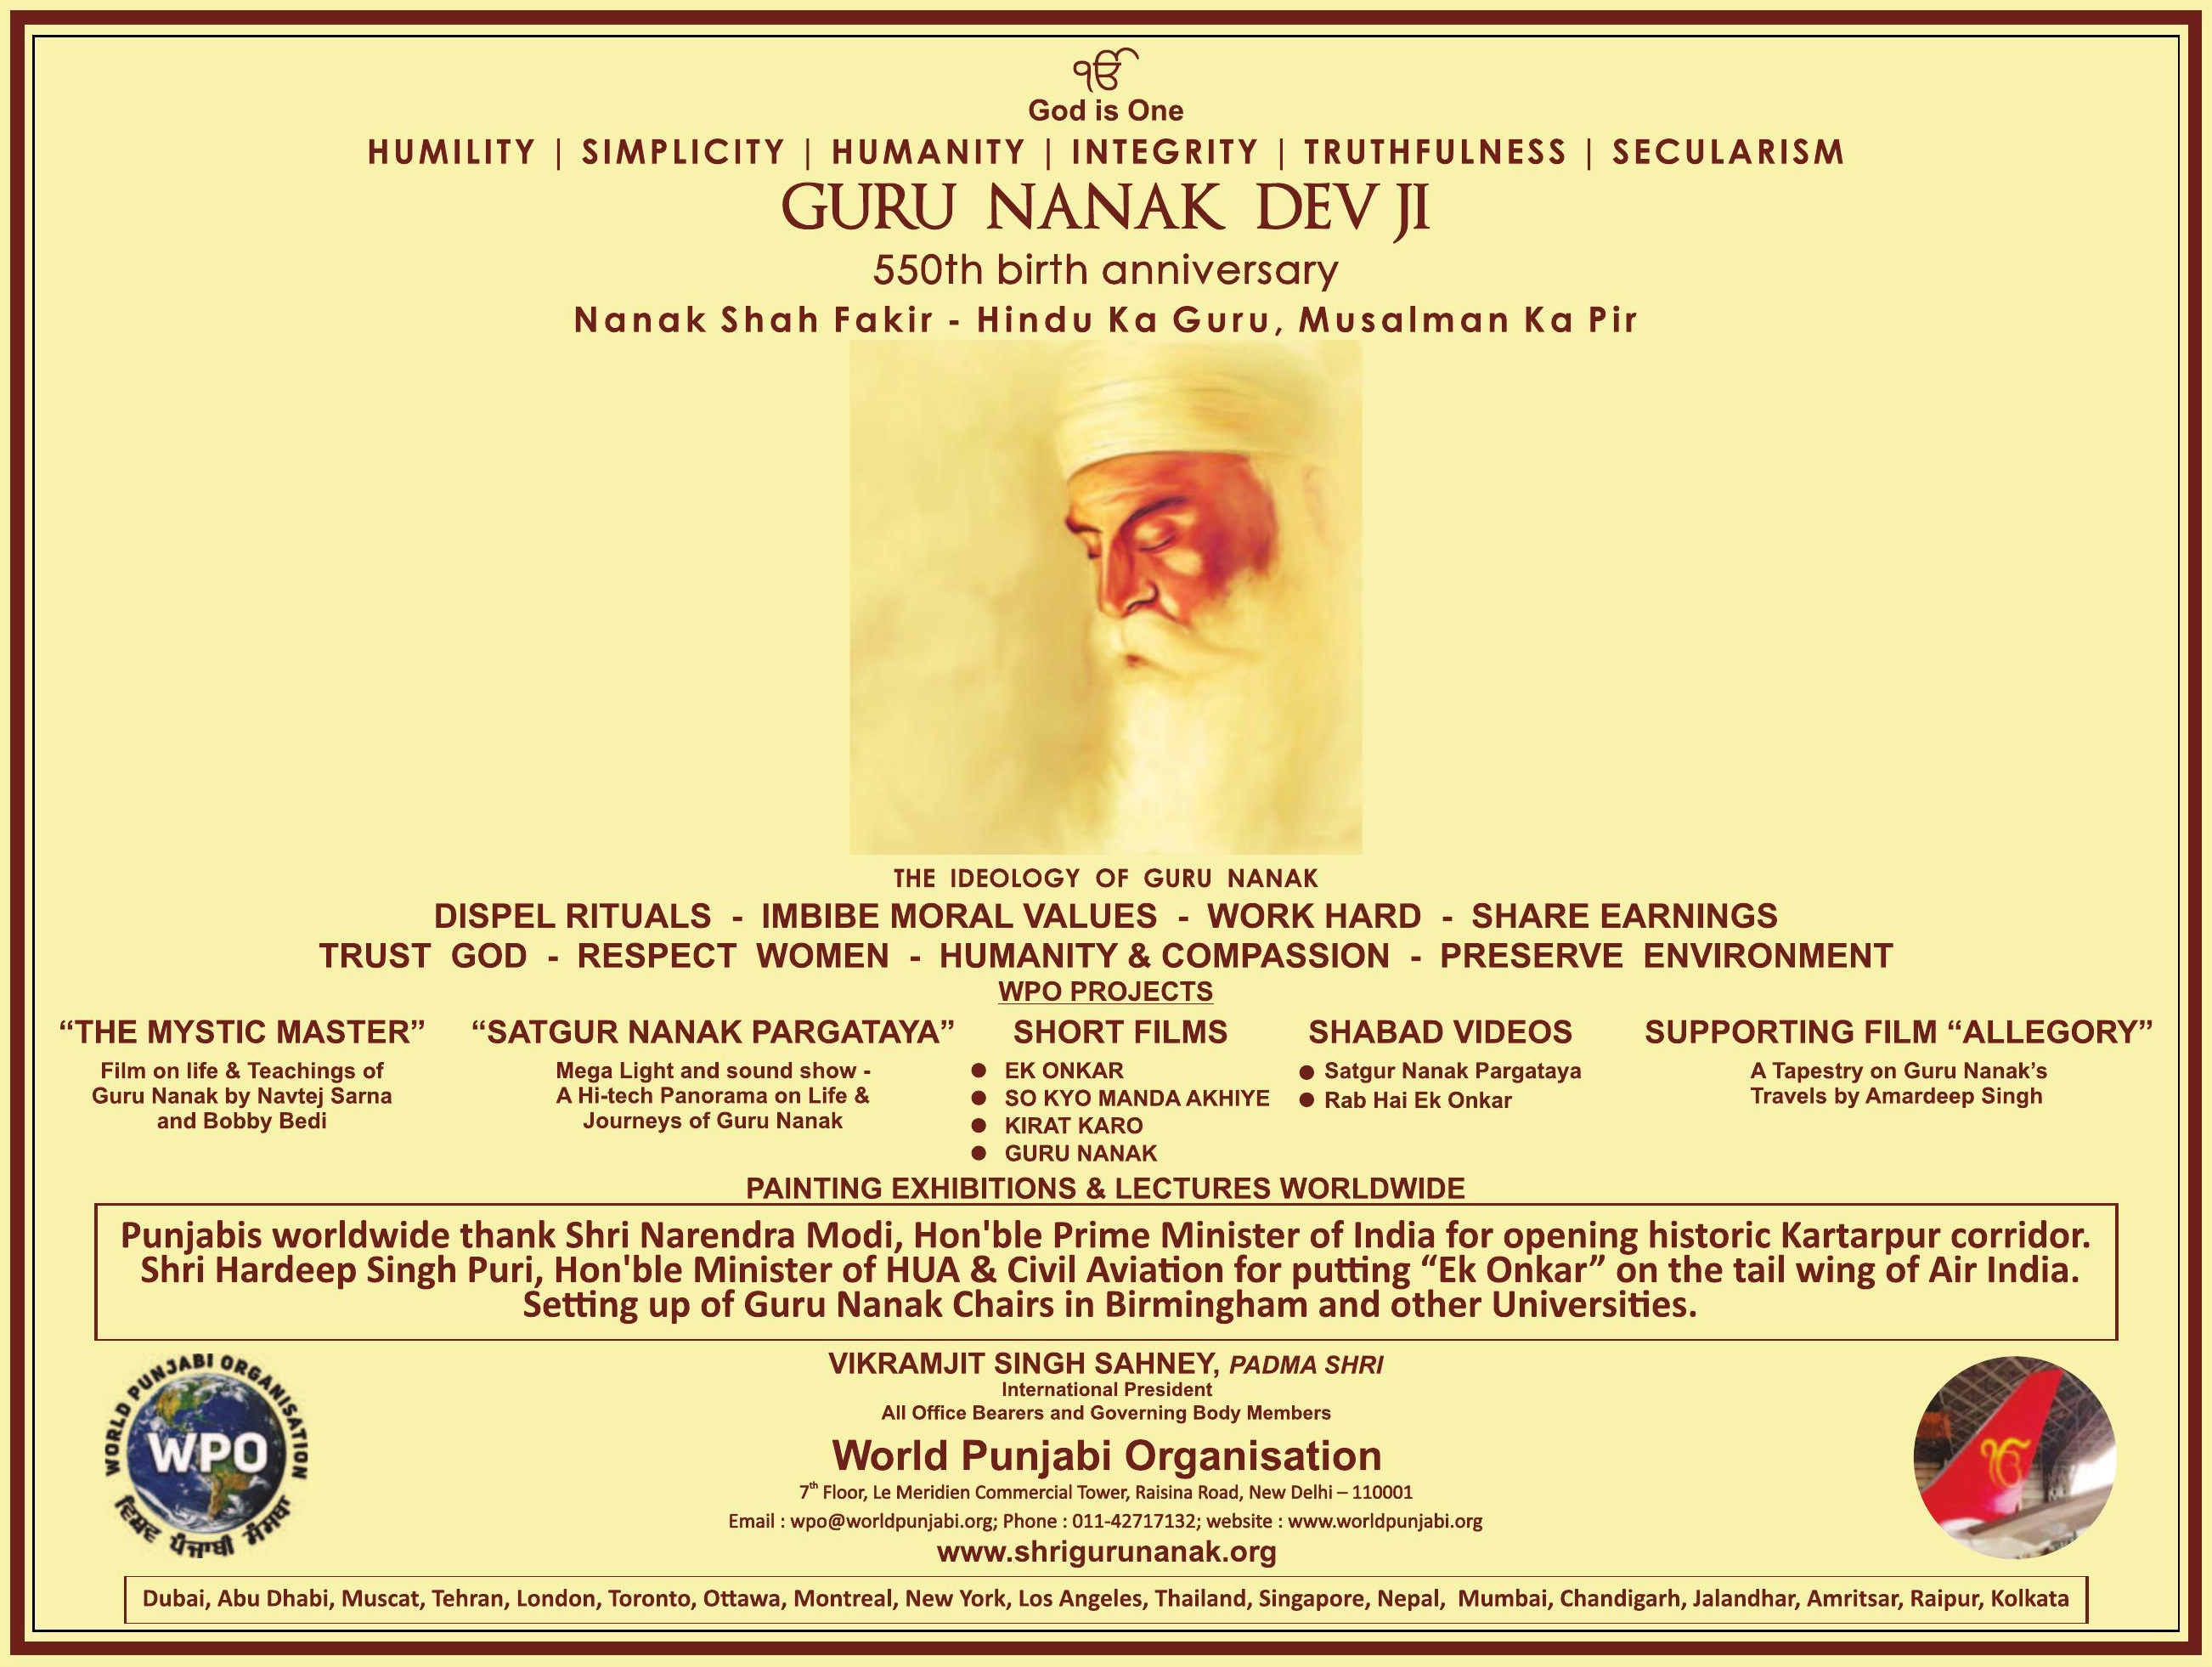 ੴ
God is One
HUMILITY | SIMPLICITY | HUMANITY | INTEGRITY | TRUTHFULNESS | SECULARISM
GURU NANAK DEV JI
550th birth anniversary
Nanak Shah Fakir - Hindu Ka Guru, Musalman Ka Pir
THE IDEOLOGY OF GURU NANAK
DISPEL RITUALS - IMBIBE MORAL VALUES - WORK HARD - SHARE EARNINGS
TRUST GOD - RESPECT WOMEN - HUMANITY & COMPASSION - PRESERVE ENVIRONMENT
WPO PROJECTS
“THE MYSTIC MASTER”
Film on life & Teachings of
Guru Nanak by Navtej Sarna
and Bobby Bedi
“SATGUR NANAK PARGATAYA”
Mega Light and sound show -
A Hi-tech Panorama on Life &
Journeys of Guru Nanak
SHORT FILMS
● EK ONKAR
● SO KYO MANDA AKHIYE
● KIRAT KARO
● GURU NANAK
SHABAD VIDEOS
● Satgur Nanak Pargataya
● Rab Hai Ek Onkar
SUPPORTING FILM “ALLEGORY”
A Tapestry on Guru Nanak’s
Travels by Amardeep Singh
PAINTING EXHIBITIONS & LECTURES WORLDWIDE
Punjabis worldwide thank Shri Narendra Modi, Hon'ble Prime Minister of India for opening historic Kartarpur corridor.
Shri Hardeep Singh Puri, Hon'ble Minister of HUA & Civil Aviation for putting “Ek Onkar” on the tail wing of Air India.
Setting up of Guru Nanak Chairs in Birmingham and other Universities.
WORLD PUNJABI ORGANISATION
WPO
ਵਿਸ਼ਵ ਪੰਜਾਬੀ ਸੰਸਥਾ
VIKRAMJIT SINGH SAHNEY, PADMA SHRI
International President
All Office Bearers and Governing Body Members
World Punjabi Organisation
7th Floor, Le Meridien Commercial Tower, Raisina Road, New Delhi – 110001
Email : wpo@worldpunjabi.org; Phone : 011-42717132; website : www.worldpunjabi.org
www.shrigurunanak.org
ੴ
Dubai, Abu Dhabi, Muscat, Tehran, London, Toronto, Ottawa, Montreal, New York, Los Angeles, Thailand, Singapore, Nepal, Mumbai, Chandigarh, Jalandhar, Amritsar, Raipur, Kolkata